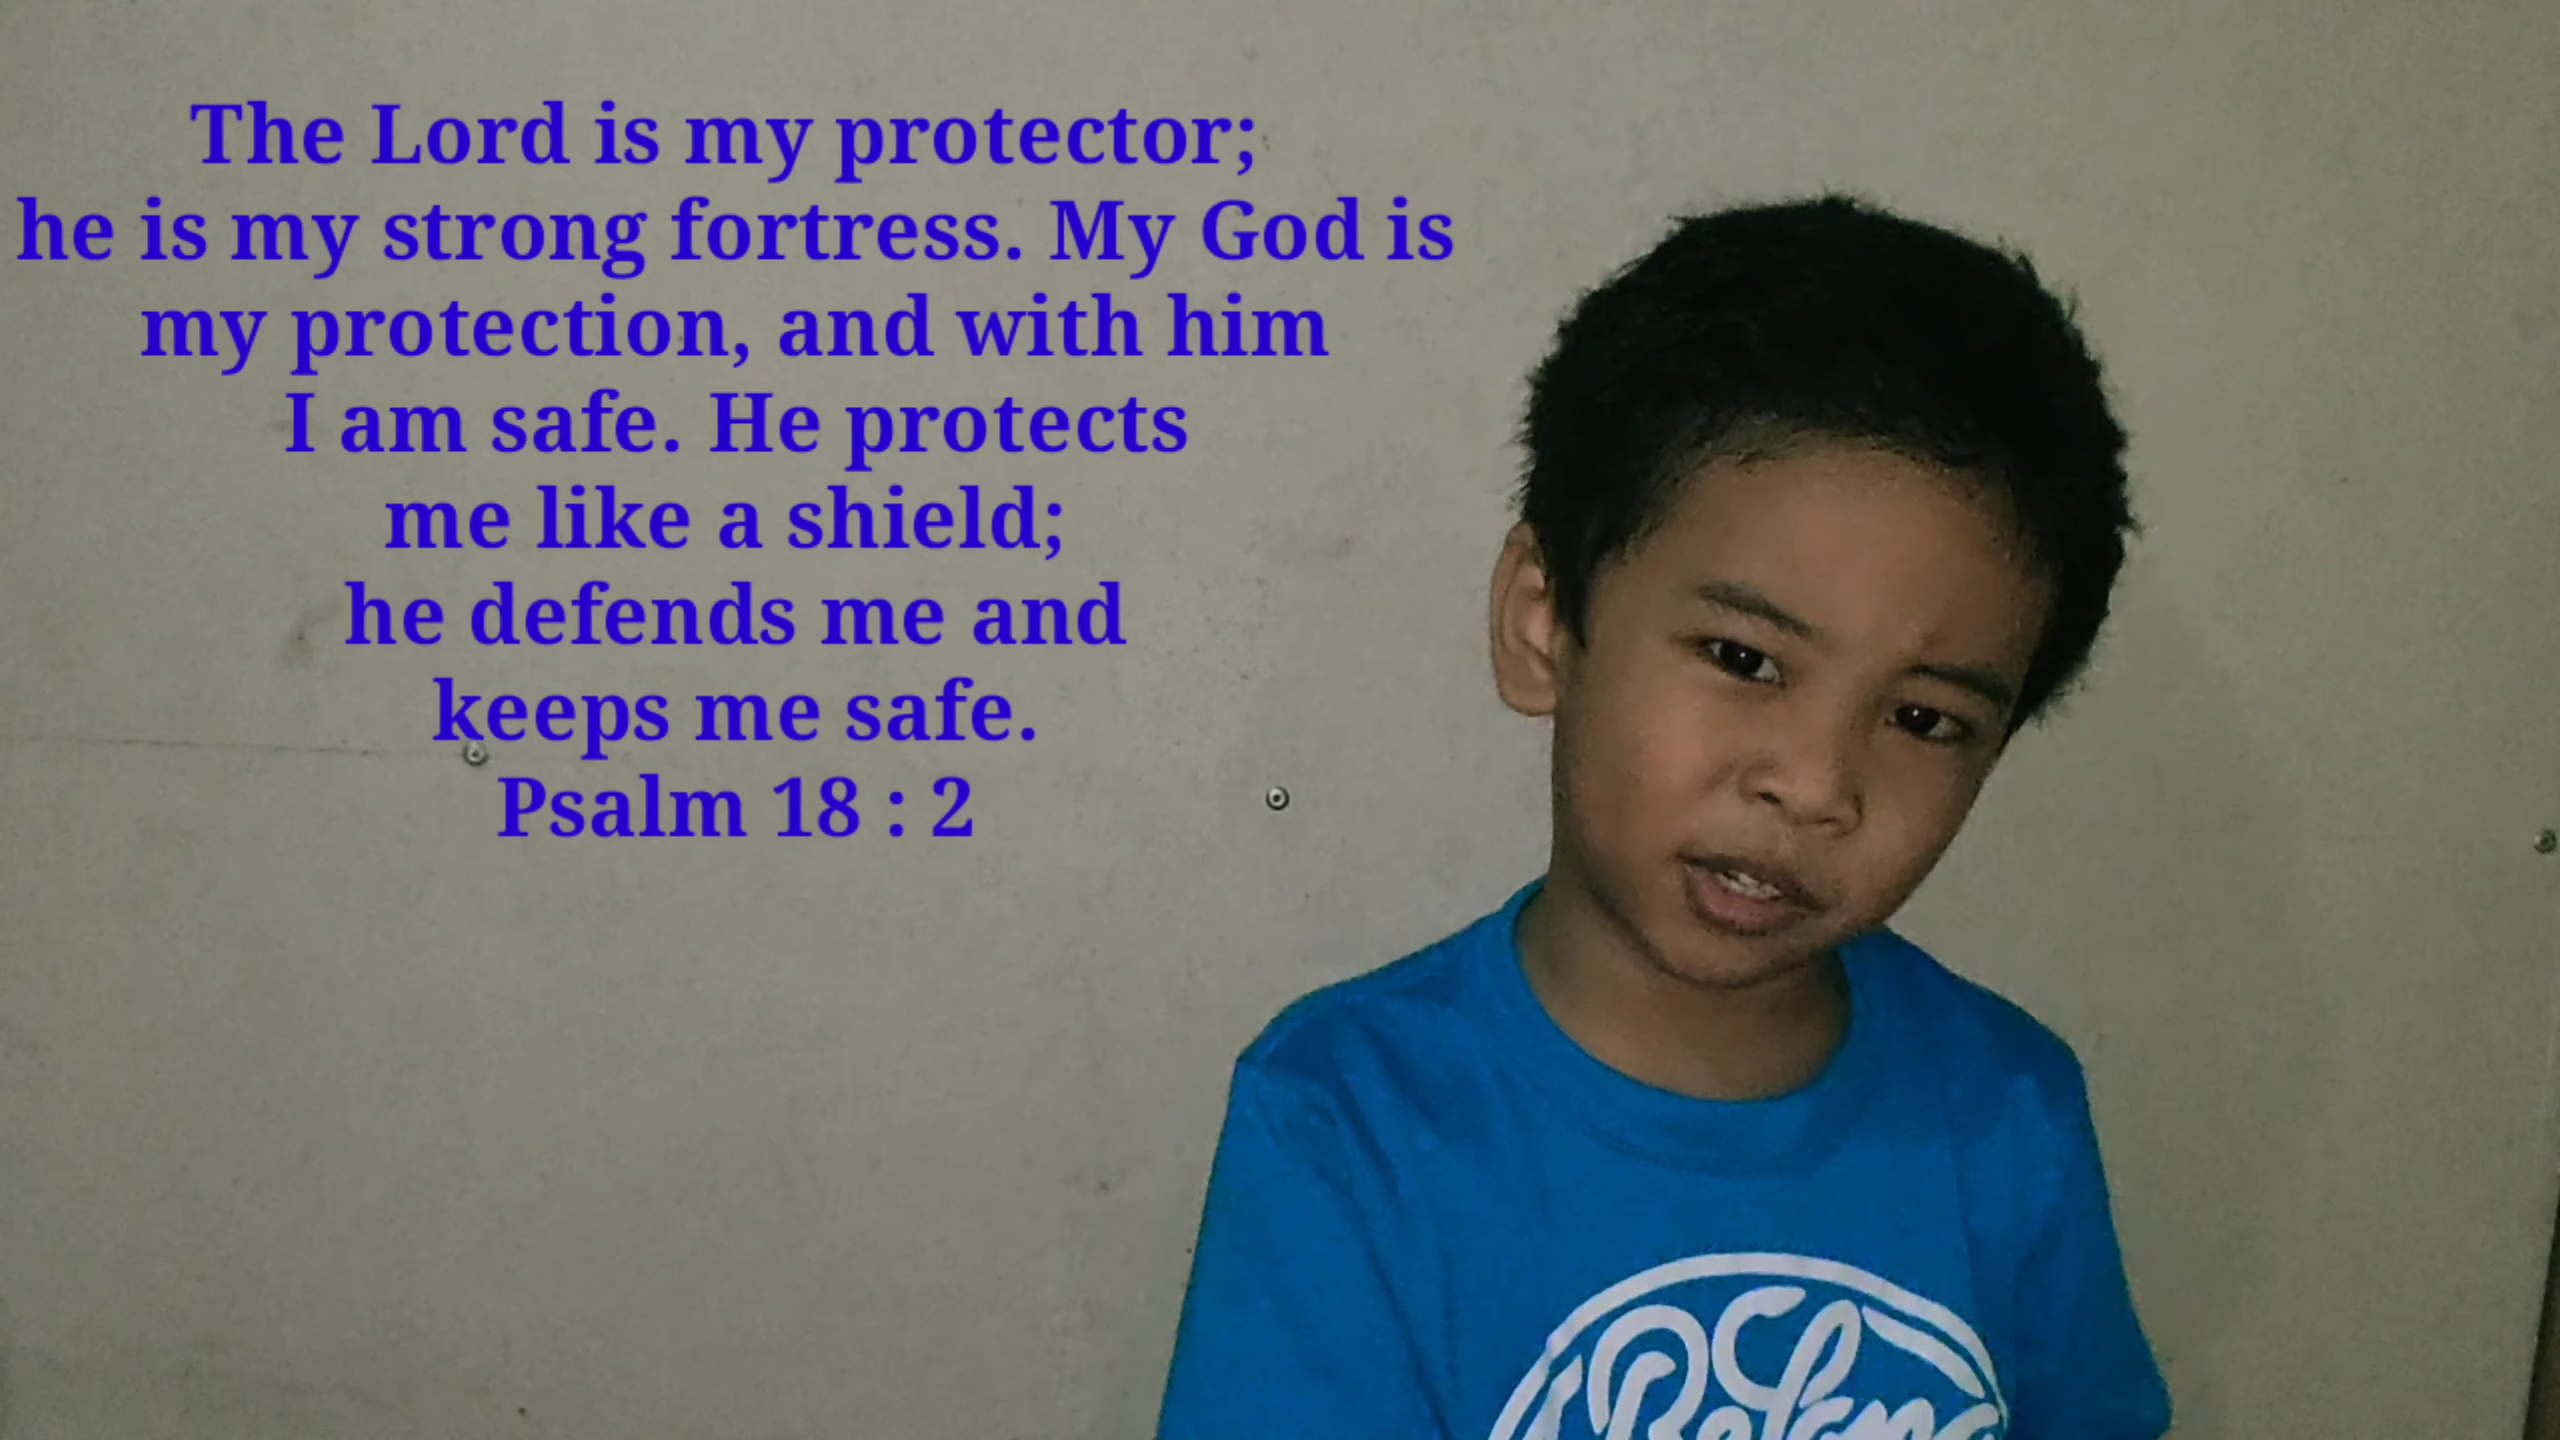 The Lord is my protector;
he is my strong fortress. My God is
my protection, and with him
I am safe. He protects
me like a shield;
he defends me and
keeps me safe.
Psalm 18 : 2